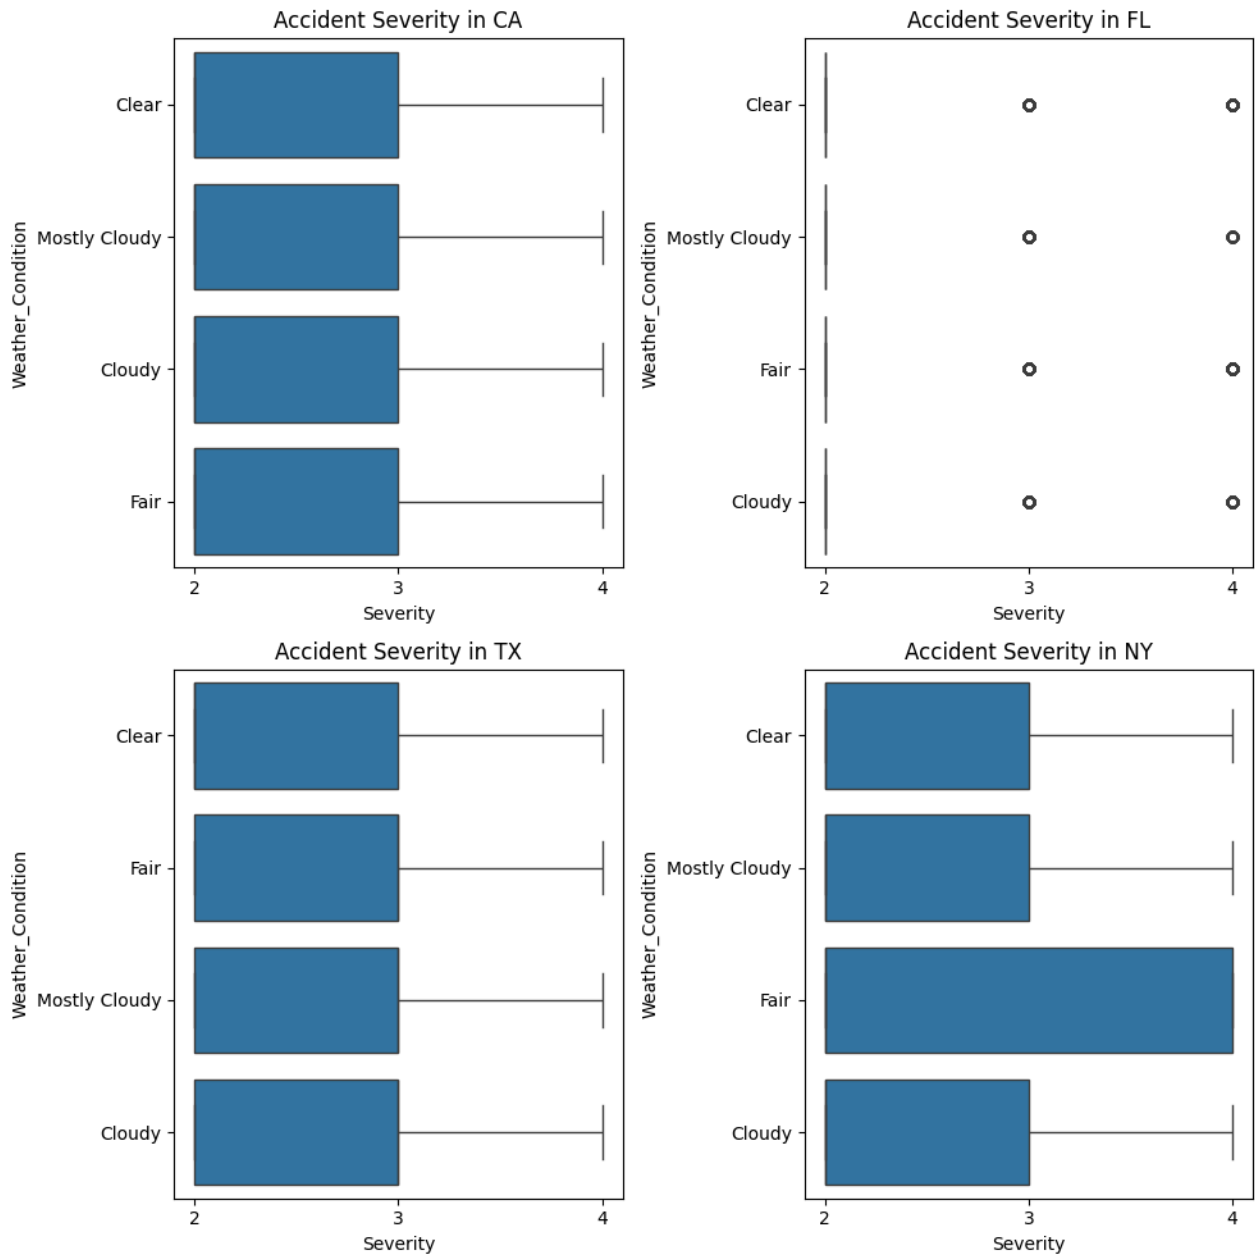 Accident Severity in CA
Weather_Condition
Clear
Mostly Cloudy
Cloudy
Fair
2 3 4
Severity
Accident Severity in FL
Weather_Condition
Clear
Mostly Cloudy
Fair
Cloudy
2 3 4
Severity
Accident Severity in TX
Weather_Condition
Clear
Fair
Mostly Cloudy
Cloudy
2 3 4
Severity
Accident Severity in NY
Weather_Condition
Clear
Mostly Cloudy
Fair
Cloudy
2 3 4
Severity